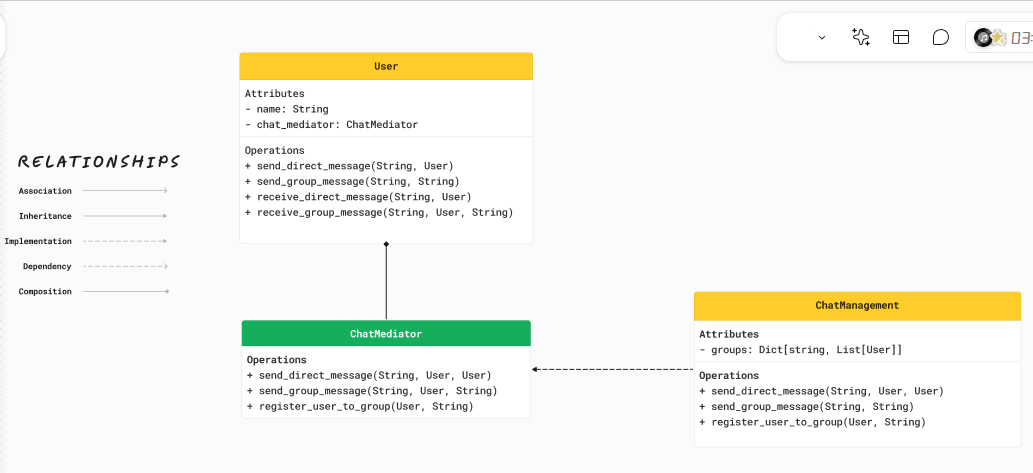 03:
User
Attributes
- name: String
- chat_mediator: ChatMediator
Operations
+ send_direct_message(String, User)
+ send_group_message(String, String)
+ receive_direct_message(String, User)
+ receive_group_message(String, User, String)
RELATIONSHIPS
Association
Inheritance
Implementation
Dependency
Composition
ChatMediator
Operations
+ send_direct_message(String, User, User)
+ send_group_message(String, User, String)
+ register_user_to_group(User, String)
ChatManagement
Attributes
- groups: Dict[string, List[User]]
Operations
+ send_direct_message(String, User, User)
+ send_group_message(String, String)
+ register_user_to_group(User, String)